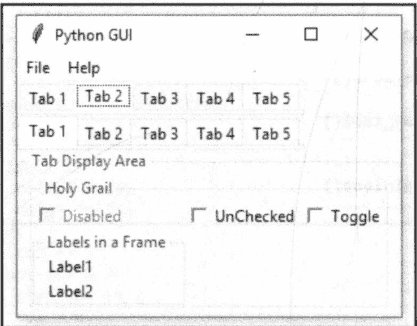 Python GUI
File Help
Tab 1 Tab 2 Tab 3 Tab 4 Tab 5
Tab 1 Tab 2 Tab 3 Tab 4 Tab 5
Tab Display Area
Holy Grail
Disabled UnChecked Toggle
Labels in a Frame
Label1
Label2